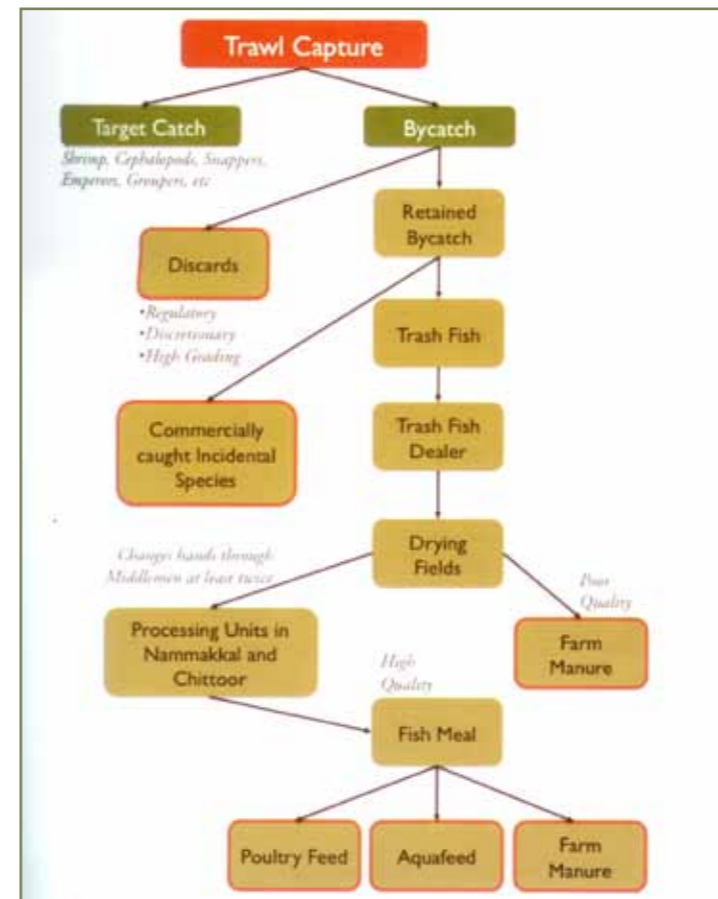 Trawl Capture
Target Catch
Bycatch
Shrimp, Cephalopods, Snappers,
Emperors, Groupers, etc
Retained
Bycatch
Discards
•Regulatory
•Discretionary
•High Grading
Trash Fish
Commercially
caught Incidental
Species
Trash Fish
Dealer
Drying
Fields
Changes hands through
Middlemen at least twice
Poor
Quality
Processing Units in
Nammakkal and
Chittoor
Farm
Manure
High
Quality
Fish Meal
Poultry Feed
Aquafeed
Farm
Manure